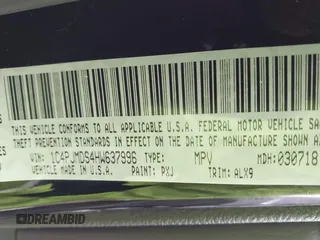 THIS VEHICLE CONFORMS TO ALL APPLICABLE U.S.A. FEDERAL MOTOR VEHICLE SA
THEFT PREVENTION STANDARDS IN EFFECT ON THE DATE OF MANUFACTURE SHOWN A
VIN: 1C4PJMDS4HW637996 TYPE: MPV MDH:030718
VEHICLE MADE IN U.S.A. PAINT: PXJ TRIM: ALX9
© DREAMBID